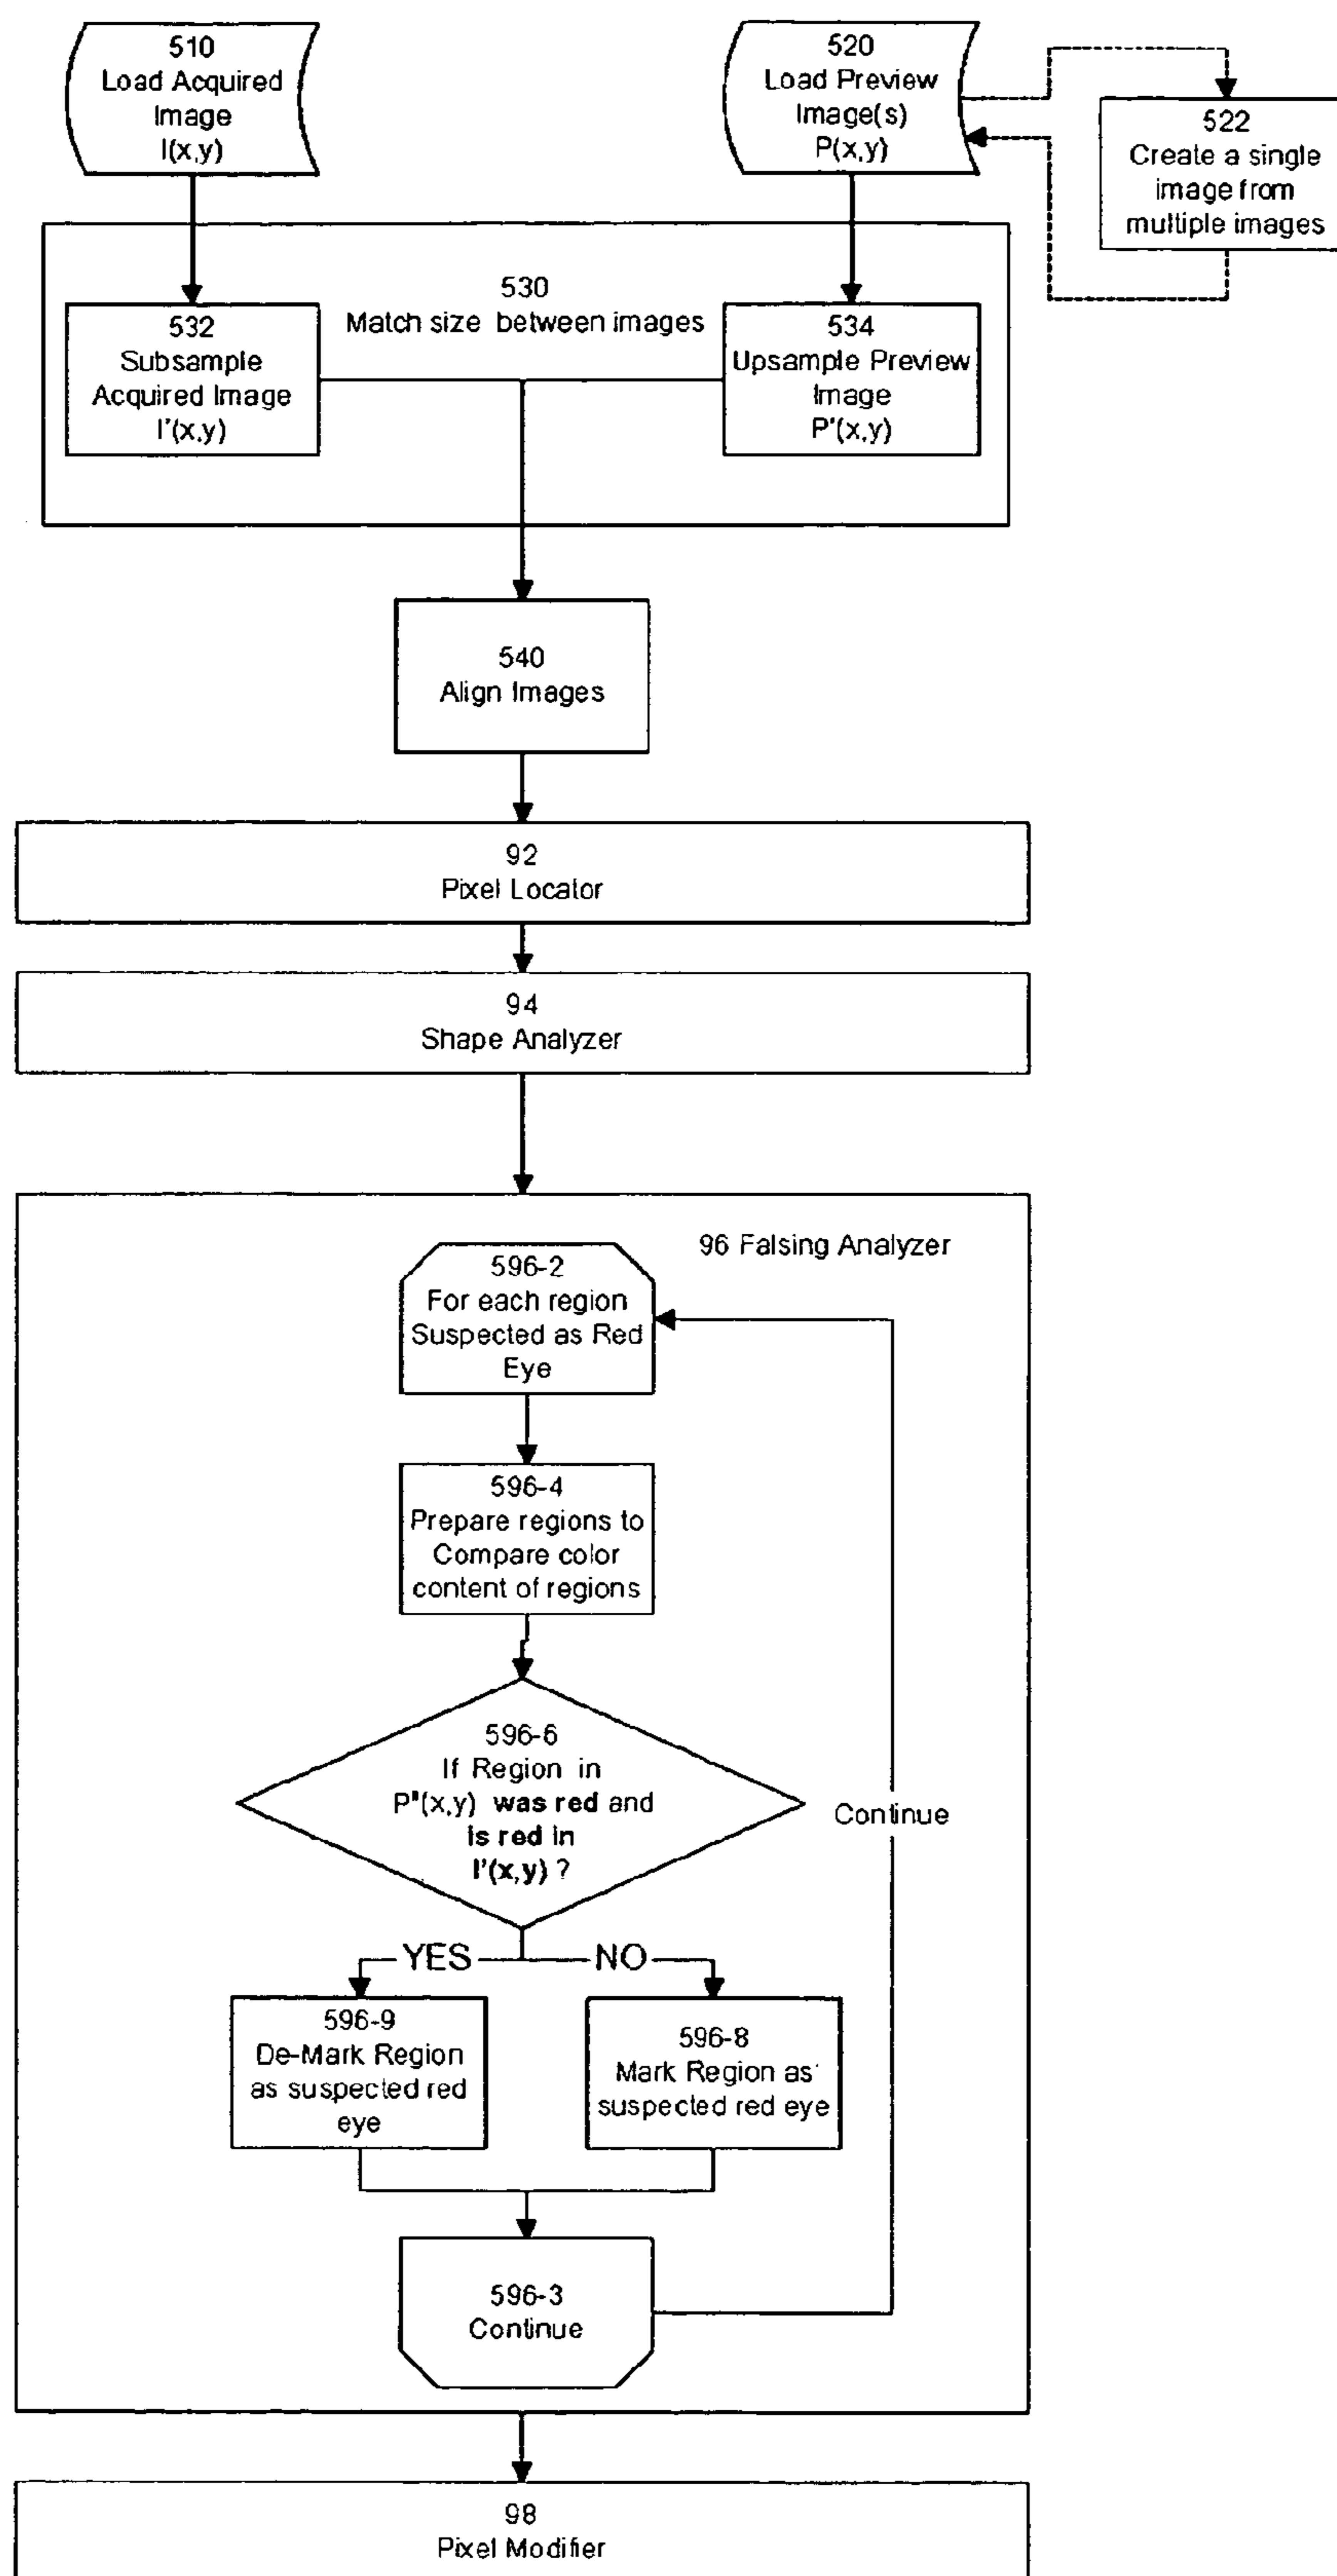 510
Load Acquired
Image
I(x,y)
520
Load Preview
Image(s)
P(x,y)
522
Create a single
image from
multiple images
530
Match size between images
532
Subsample
Acquired Image
I'(x,y)
534
Upsample Preview
Image
P'(x,y)
540
Align Images
92
Pixel Locator
94
Shape Analyzer
96 Falsing Analyzer
596-2
For each region
Suspected as Red
Eye
596-4
Prepare regions to
Compare color
content of regions
596-6
If Region in
P"(x,y) was red and
is red in
I'(x,y) ?
Continue
YES
NO
596-9
De-Mark Region
as suspected red
eye
596-8
Mark Region as
suspected red eye
596-3
Continue
98
Pixel Modifier